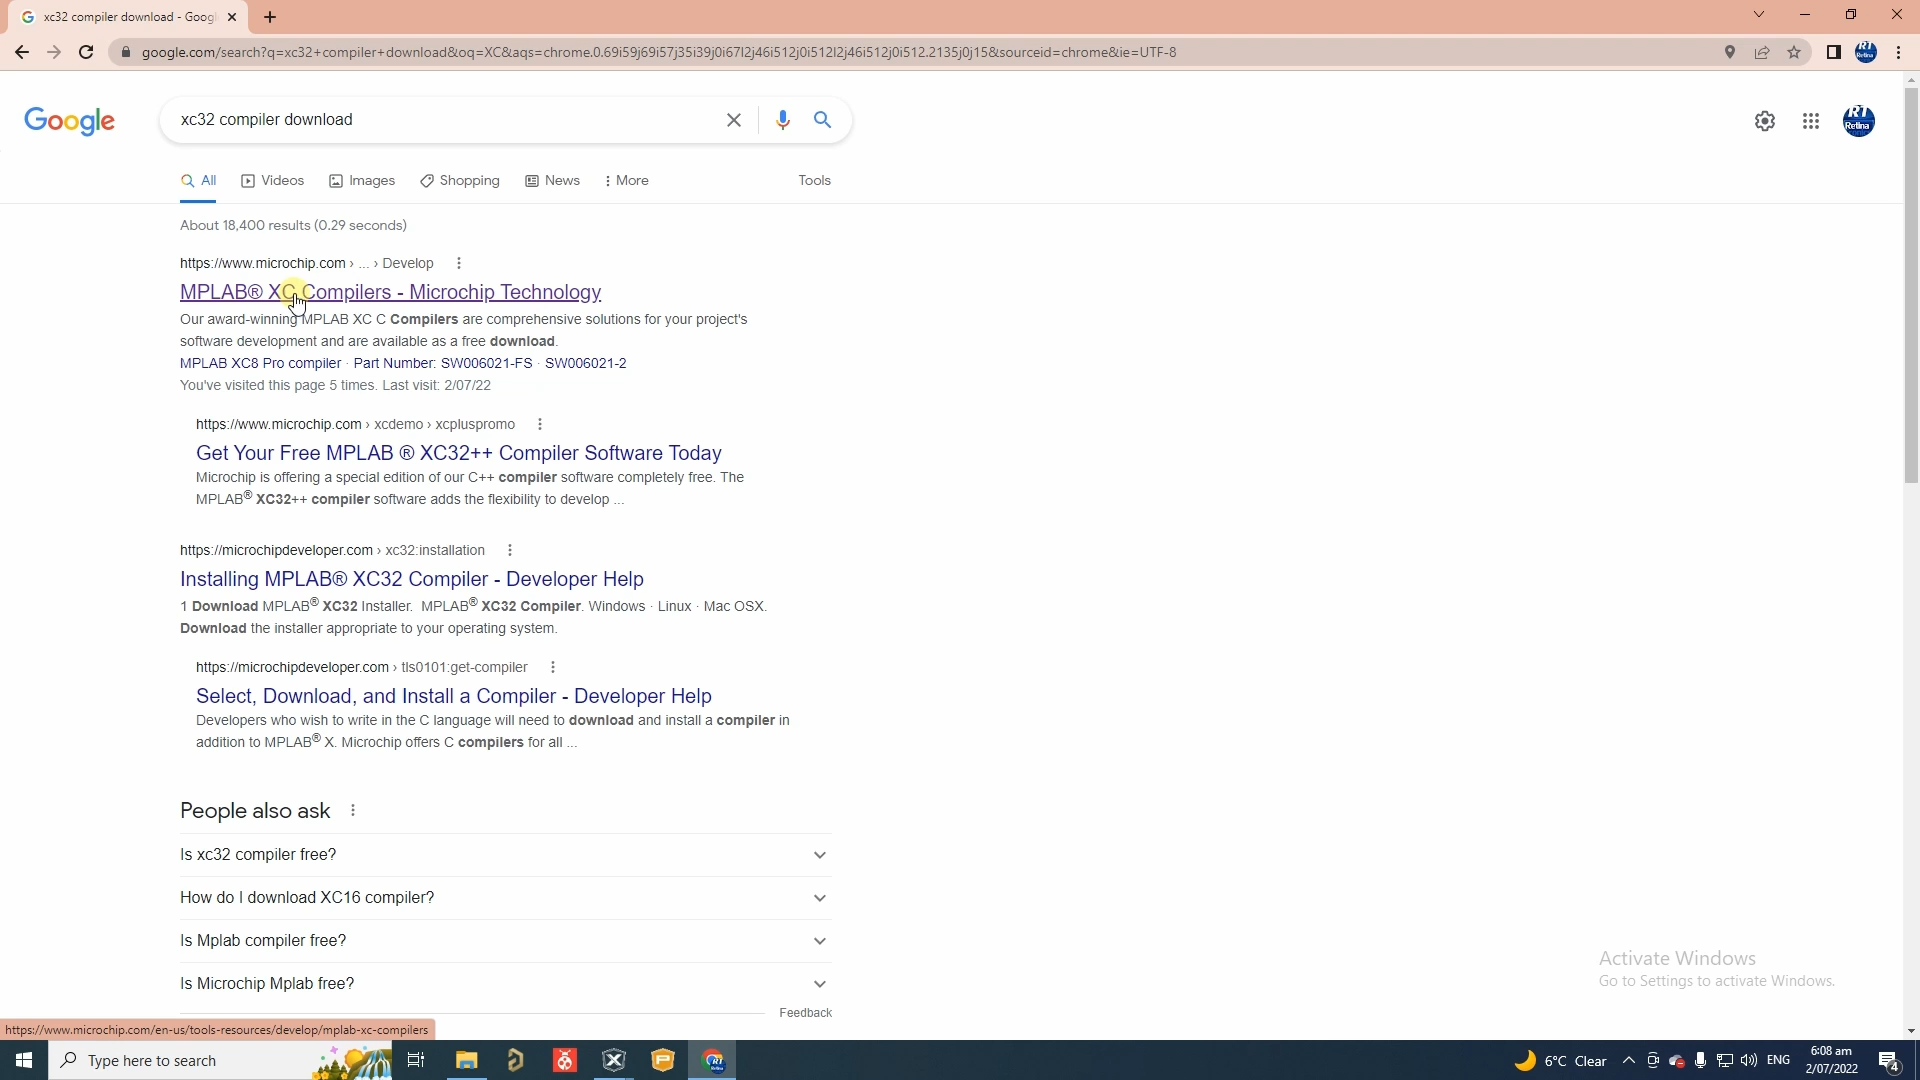 xc32 compiler download - Googl
google.com/search?q=xc32+compiler+download&oq=XC&aqs=chrome.0.69i59j69i57j35i39j0i67l2j46i512j0i512l2j46i512j0i512.2135j0j15&sourceid=chrome&ie=UTF-8
Google
xc32 compiler download
All Videos Images Shopping News More Tools
About 18,400 results (0.29 seconds)
https://www.microchip.com › ... › Develop
MPLAB® XC Compilers - Microchip Technology
Our award-winning MPLAB XC C Compilers are comprehensive solutions for your project's
software development and are available as a free download.
MPLAB XC8 Pro compiler · Part Number: SW006021-FS · SW006021-2
You've visited this page 5 times. Last visit: 2/07/22
https://www.microchip.com › xcdemo › xcpluspromo
Get Your Free MPLAB ® XC32++ Compiler Software Today
Microchip is offering a special edition of our C++ compiler software completely free. The
MPLAB® XC32++ compiler software adds the flexibility to develop ...
https://microchipdeveloper.com › xc32:installation
Installing MPLAB® XC32 Compiler - Developer Help
1 Download MPLAB® XC32 Installer. MPLAB® XC32 Compiler. Windows · Linux · Mac OSX.
Download the installer appropriate to your operating system.
https://microchipdeveloper.com › tls0101:get-compiler
Select, Download, and Install a Compiler - Developer Help
Developers who wish to write in the C language will need to download and install a compiler in
addition to MPLAB® X. Microchip offers C compilers for all ...
People also ask
Is xc32 compiler free?
How do I download XC16 compiler?
Is Mplab compiler free?
Is Microchip Mplab free?
Feedback
Activate Windows
Go to Settings to activate Windows.
https://www.microchip.com/en-us/tools-resources/develop/mplab-xc-compilers
Type here to search
6°C Clear
ENG
6:08 am
2/07/2022
4